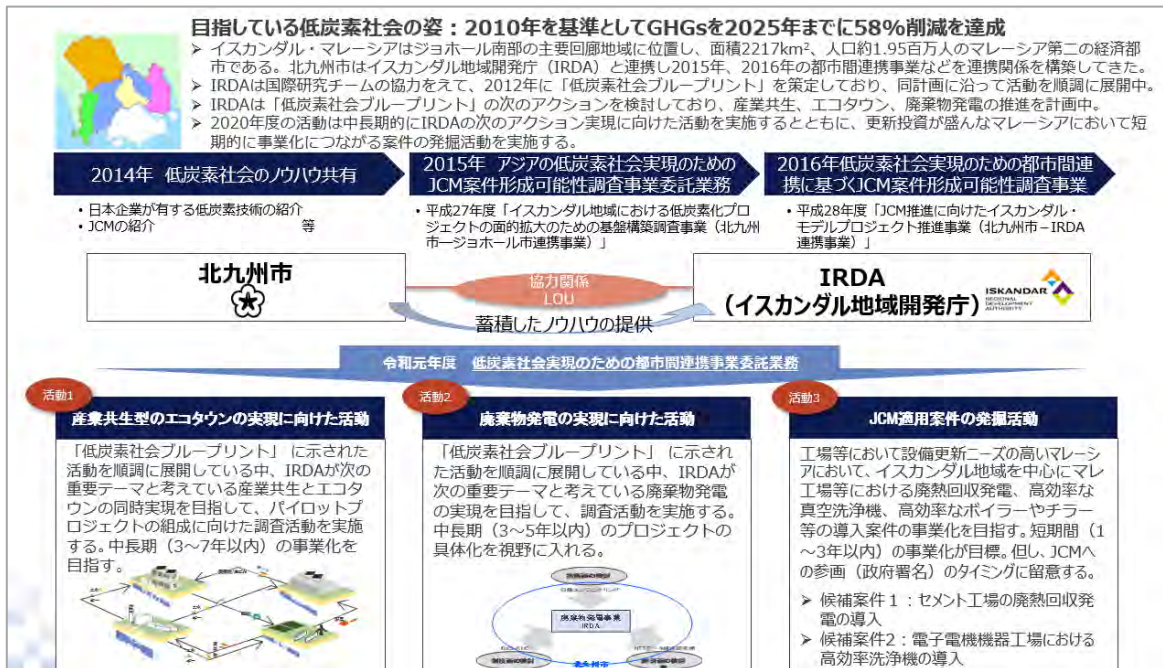 目指している低炭素社会の姿：2010年を基準としてGHGsを2025年までに58%削減を達成
➢ イスカンダル・マレーシアはジョホール南部の主要回廊地域に位置し、面積2217km²、人口約1.95百万人のマレーシア第二の経済都
市である。北九州市はイスカンダル地域開発庁（IRDA）と連携し2015年、2016年の都市間連携事業などを連携関係を構築してきた。
➢ IRDAは国際研究チームの協力をえて、2012年に「低炭素社会ブループリント」を策定しており、同計画に沿って活動を順調に展開中。
➢ IRDAは「低炭素社会ブループリント」の次のアクションを検討しており、産業共生、エコタウン、廃棄物発電の推進を計画中。
➢ 2020年度の活動は中長期的にIRDAの次のアクション実現に向けた活動を実施するとともに、更新投資が盛んなマレーシアにおいて短
期的に事業化につながる案件の発掘活動を実施する。
2014年 低炭素社会のノウハウ共有
・日本企業が有する低炭素技術の紹介
・JCMの紹介 等
2015年 アジアの低炭素社会実現のための
JCM案件形成可能性調査事業委託業務
・平成27年度「イスカンダル地域における低炭素化プロ
ジェクトの面的拡大のための基盤構築調査事業（北九州
市ージョホール市連携事業）」
2016年低炭素社会実現のための都市間連
携に基づくJCM案件形成可能性調査事業
・平成28年度「JCM推進に向けたイスカンダル・
モデルプロジェクト推進事業（北九州市－IRDA
連携事業）」
北九州市
協力関係
LOU
蓄積したノウハウの提供
IRDA
（イスカンダル地域開発庁）
ISKANDAR
REGIONAL
DEVELOPMENT
AUTHORITY
令和元年度 低炭素社会実現のための都市間連携事業委託業務
活動1
産業共生型のエコタウンの実現に向けた活動
「低炭素社会ブループリント」 に示された
活動を順調に展開している中、IRDAが次の
重要テーマと考えている産業共生とエコタ
ウンの同時実現を目指して、パイロットプ
ロジェクトの組成に向けた調査活動を実施
する。中長期（3～7年以内）の事業化を
目指す。
活動2
廃棄物発電の実現に向けた活動
「低炭素社会ブループリント」 に示され
た活動を順調に展開している中、IRDAが
次の重要テーマと考えている廃棄物発電
の実現を目指して、調査活動を実施する。
中長期（3～5年以内）のプロジェクトの
具体化を視野に入れる。
廃棄物発電事業
IRDA
北九州市
活動3
JCM適用案件の発掘活動
工場等において設備更新ニーズの高いマレーシ
アにおいて、イスカンダル地域を中心にマレ
工場等における廃熱回収発電、高効率な
真空洗浄機、高効率なボイラーやチラー
等の導入案件の事業化を目指す。短期間（1
～3年以内）の事業化が目標。但し、JCMへ
の参画（政府署名）のタイミングに留意する。
➢ 候補案件１：セメント工場の廃熱回収発
電の導入
➢ 候補案件2：電子電機機器工場における
高効率洗浄機の導入